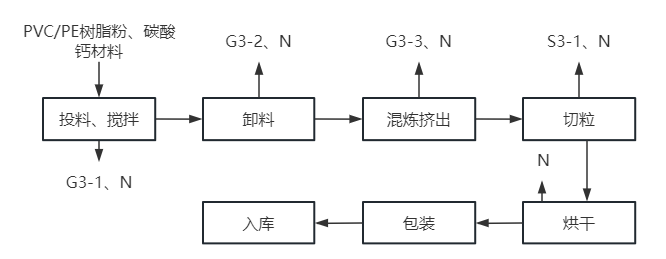 PVC/PE树脂粉、碳酸
钙材料
G3-2、N
G3-3、N
S3-1、N
投料、搅拌
卸料
混炼挤出
切粒
G3-1、N
N
入库
包装
烘干